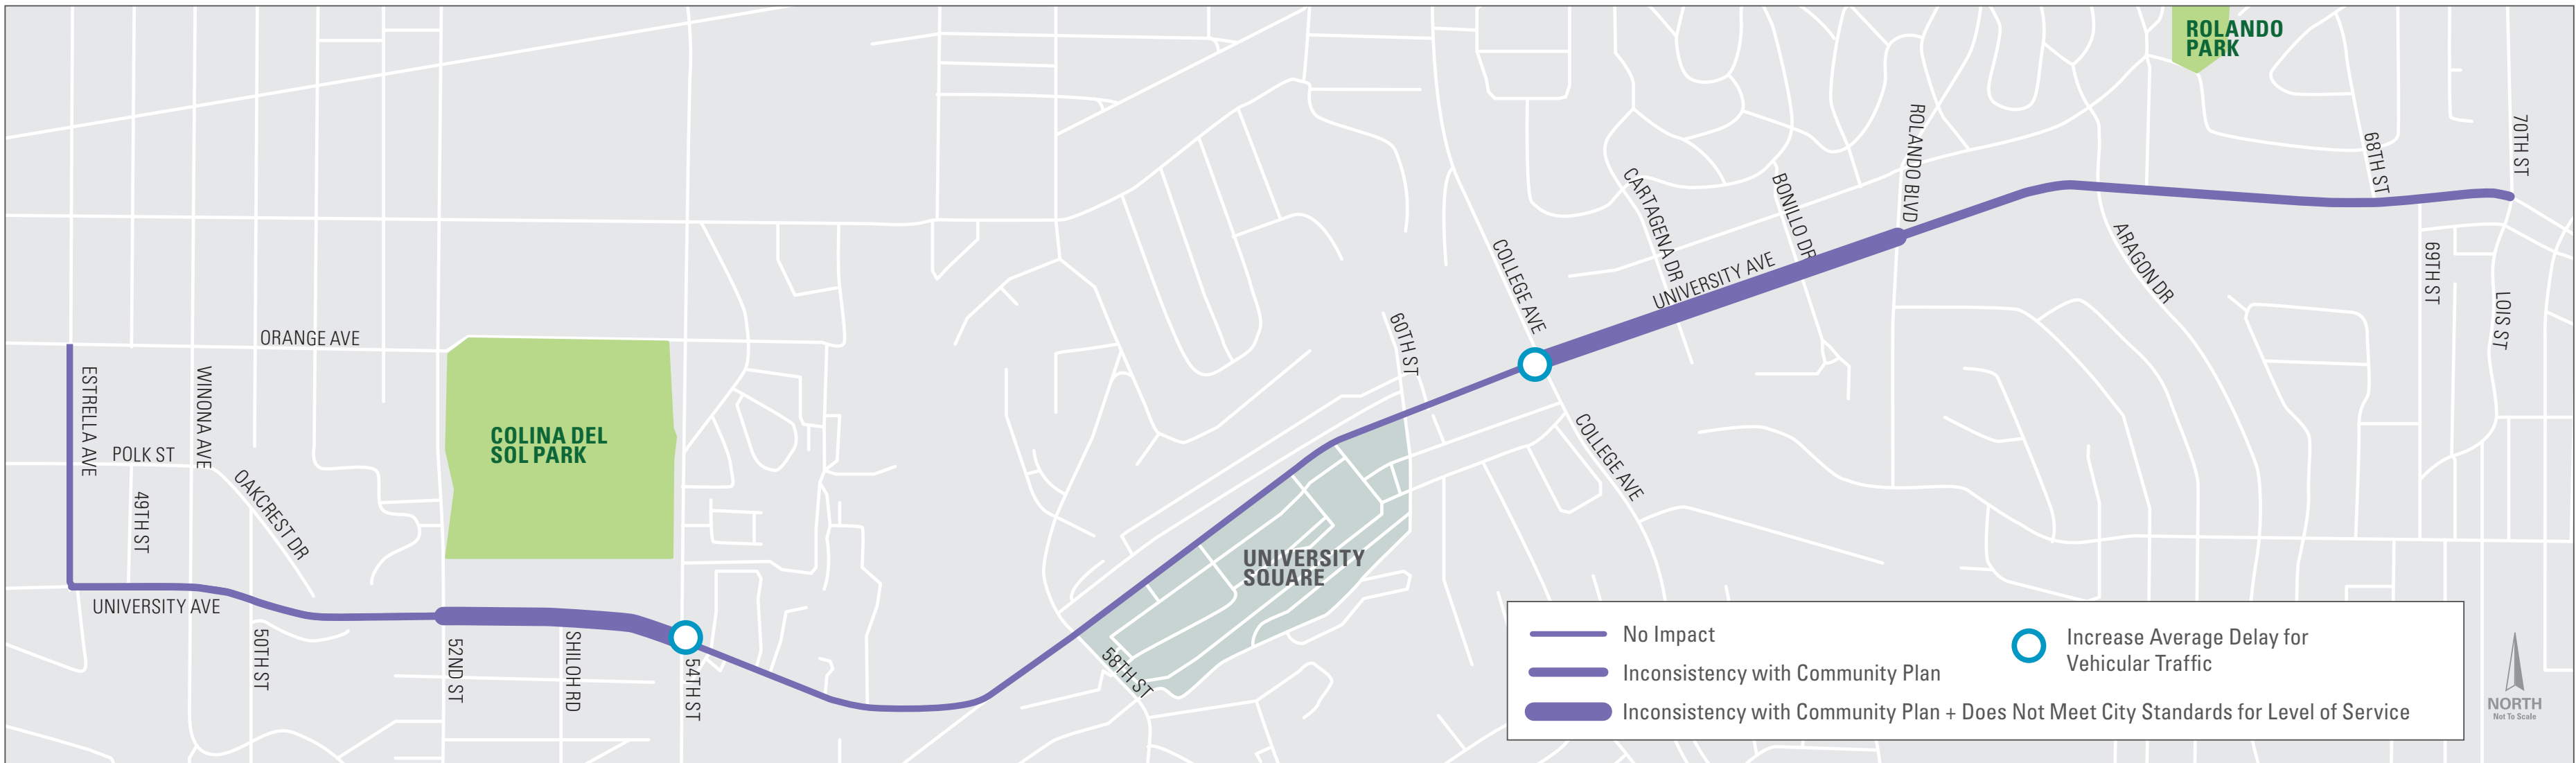 ROLANDO
PARK
70TH ST
68TH ST
ROLANDO BLVD
CARTAGENA DR
BONILLO DR
ARAGON DR
COLLEGE AVE
UNIVERSITY AVE
69TH ST
LOIS ST
60TH ST
ORANGE AVE
ESTRELLA AVE
WINONA AVE
POLK ST
49TH ST
OAKCREST DR
COLINA DEL
SOL PARK
COLLEGE AVE
UNIVERSITY
SQUARE
UNIVERSITY AVE
50TH ST
52ND ST
SHILOH RD
54TH ST
58TH ST
No Impact
Inconsistency with Community Plan
Inconsistency with Community Plan + Does Not Meet City Standards for Level of Service
Increase Average Delay for
Vehicular Traffic
NORTH
Not To Scale